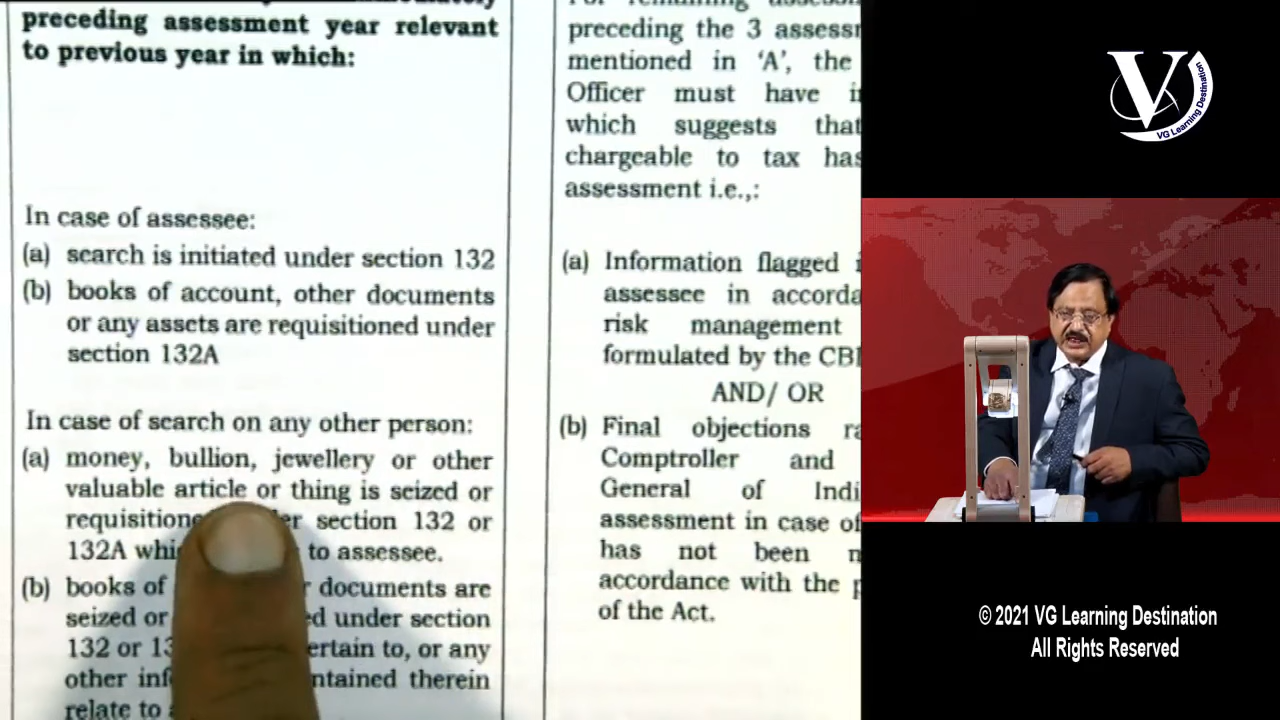 preceding assessment year relevant
to previous year in which:
In case of assessee:
(a) search is initiated under section 132
(b) books of account, other documents
or any assets are requisitioned under
section 132A
In case of search on any other person:
(a) money, bullion, jewellery or other
valuable article or thing is seized or
section 132 or
132A to assessee.
(b) books of documents are
seized or under section
132 or or any
other therein
relate to
preceding the 3
mentioned in ‘A’, the
Officer must have
which suggests that
chargeable to tax
assessment i.e.,:
(a) Information flagged
assessee in
risk management
formulated by the
AND/ OR
(b) Final objections
Comptroller and
General of
assessment in case of
has not been
accordance with the
of the Act.
V
VG Learning Destination
© 2021 VG Learning Destination
All Rights Reserved